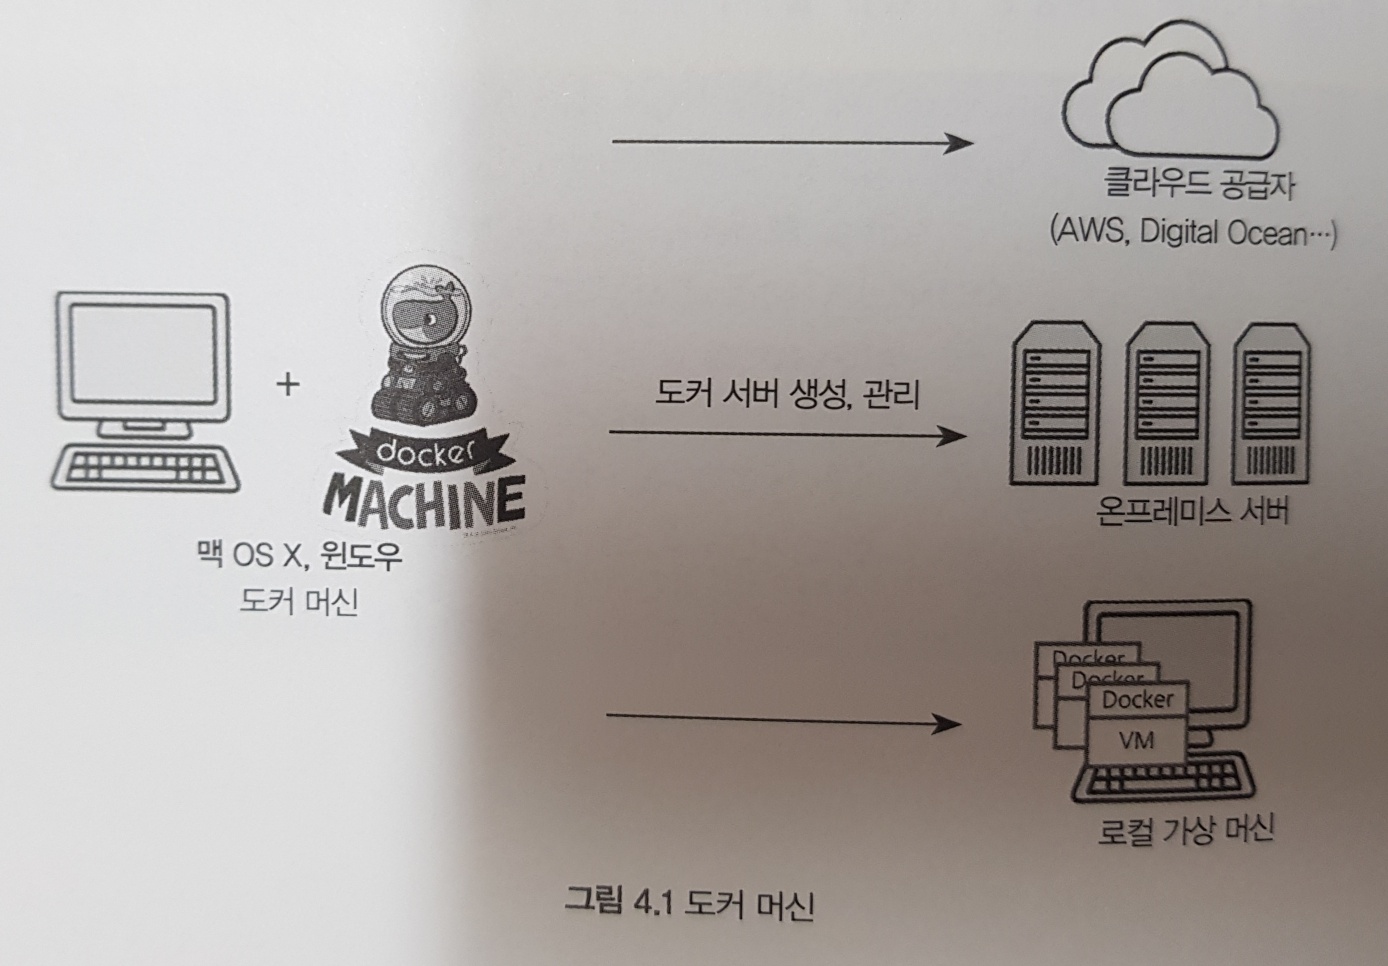 클라우드 공급자
(AWS, Digital Ocean…)
+
docker
MACHINE
맥 OS X, 윈도우
도커 머신
도커 서버 생성, 관리
온프레미스 서버
Docker
Docker
Docker
VM
로컬 가상 머신
그림 4.1 도커 머신